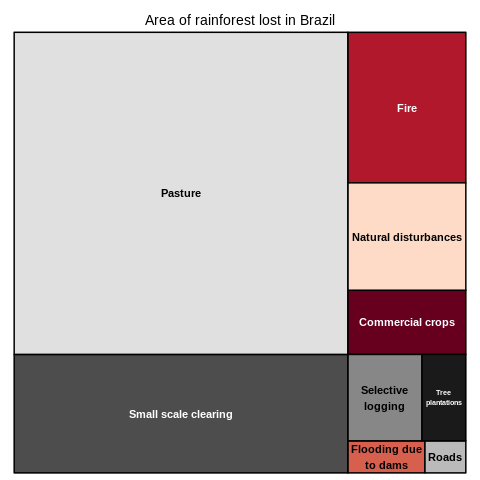 Area of rainforest lost in Brazil
Fire
Pasture
Natural disturbances
Commercial crops
Selective
logging
Tree
plantations
Small scale clearing
Flooding due
to dams
Roads